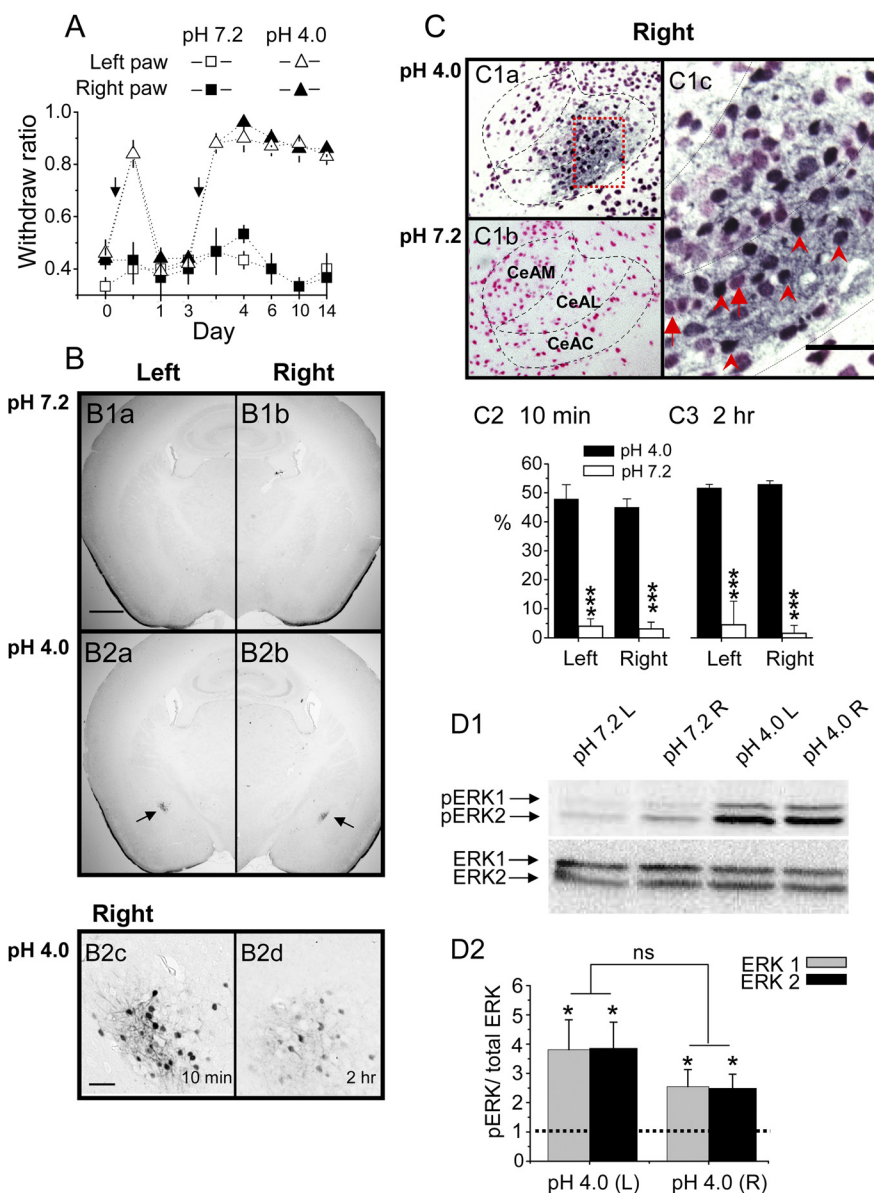 A
pH 7.2 pH 4.0
Left paw
Right paw
Withdraw ratio
1.0
0.8
0.6
0.4
0 1 3 4 6 10 14
Day
B
Left Right
pH 7.2
B1a B1b
pH 4.0
B2a B2b
Right
pH 4.0
B2c B2d
10 min 2 hr
C
Right
pH 4.0
C1a C1c
pH 7.2
C1b
CeAM
CeAL
CeAC
C2 10 min C3 2 hr
pH 4.0
pH 7.2
%
60
50
40
30
20
10
0
*** *** *** ***
Left Right Left Right
D1
pH 7.2 L pH 7.2 R pH 4.0 L pH 4.0 R
pERK1
pERK2
ERK1
ERK2
D2
ns
ERK 1
ERK 2
pERK/ total ERK
6
5
4
3
2
1
0
* * * *
pH 4.0 (L) pH 4.0 (R)